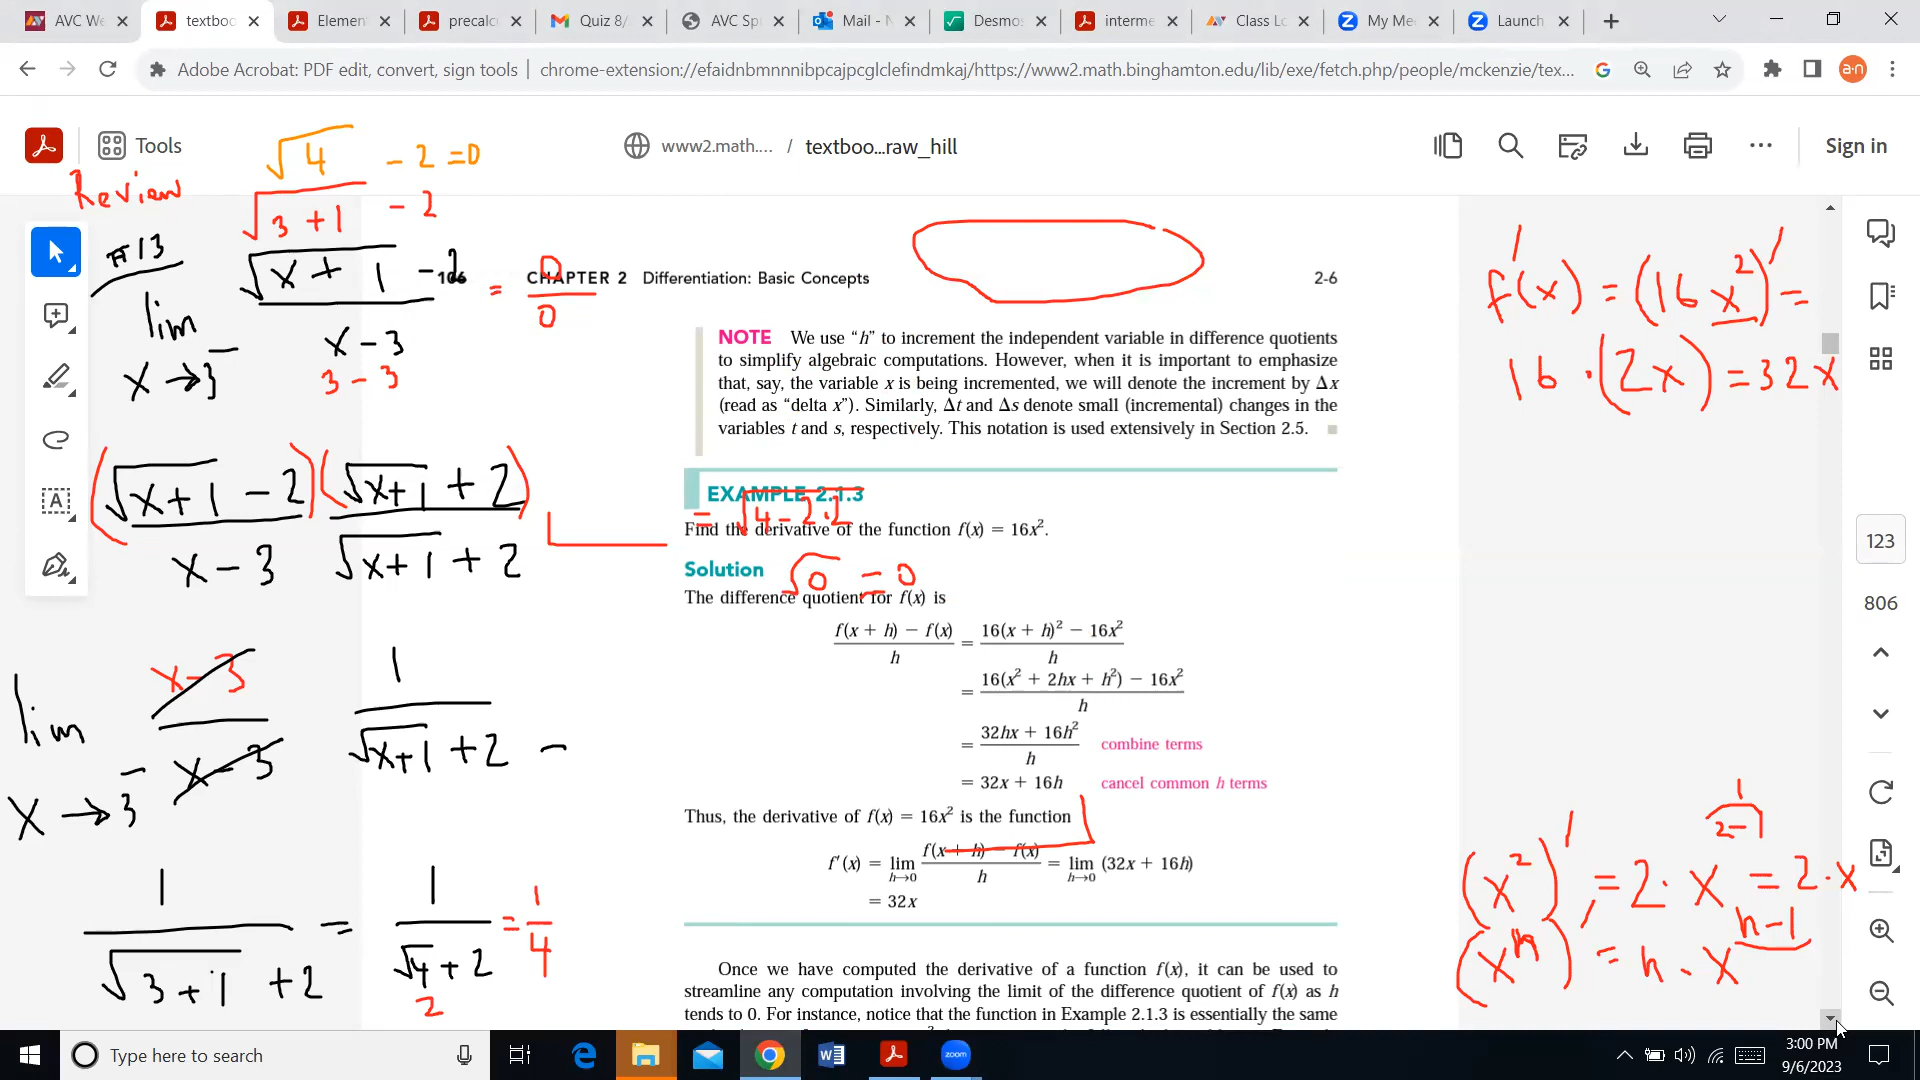 AVC We
textboo
Elemen
precalc
Quiz 8/
AVC Sp
Mail - N
Desmos
interme
Class Lo
My Me
Launch
Adobe Acrobat: PDF edit, convert, sign tools
chrome-extension://efaidnbmnnnibpcajpcglclefindmkaj/https://www2.math.binghamton.edu/lib/exe/fetch.php/people/mckenzie/tex...
a-n
Tools
www2.math.... / textboo...raw_hill
Sign in
Review
√4 - 2 = 0
√3 + 1 - 2
#13
lim x→3⁻ √x + 1 - 2 / x - 3 = 0/0
3 - 3
(√x+1 - 2)(√x+1 + 2)
x - 3 √x+1 + 2
lim x→3⁻ x-3 / x-3 1 / √x+1 + 2 =
1 / √3+1 + 2 = 1 / √4 + 2 = 1/4
2
106 CHAPTER 2 Differentiation: Basic Concepts 2-6
NOTE We use “h” to increment the independent variable in difference quotients
to simplify algebraic computations. However, when it is important to emphasize
that, say, the variable x is being incremented, we will denote the increment by Δx
(read as “delta x”). Similarly, Δt and Δs denote small (incremental) changes in the
variables t and s, respectively. This notation is used extensively in Section 2.5.
EXAMPLE 2.1.3
= √4-2·2
Find the derivative of the function f(x) = 16x².
Solution
√0 = 0
The difference quotient for f(x) is
f(x + h) − f(x) / h = 16(x + h)² − 16x² / h
= 16(x² + 2hx + h²) − 16x² / h
= 32hx + 16h² / h combine terms
= 32x + 16h cancel common h terms
Thus, the derivative of f(x) = 16x² is the function
f′(x) = lim h→0 f(x + h) − f(x) / h = lim h→0 (32x + 16h)
= 32x
Once we have computed the derivative of a function f(x), it can be used to
streamline any computation involving the limit of the difference quotient of f(x) as h
tends to 0. For instance, notice that the function in Example 2.1.3 is essentially the same
f'(x) = (16x²)' =
16 · (2x) = 32x
1
2-1
(x²)' = 2·x = 2·x
(xⁿ)' = n·x n-1
123
806
Type here to search
zoom
3:00 PM
9/6/2023